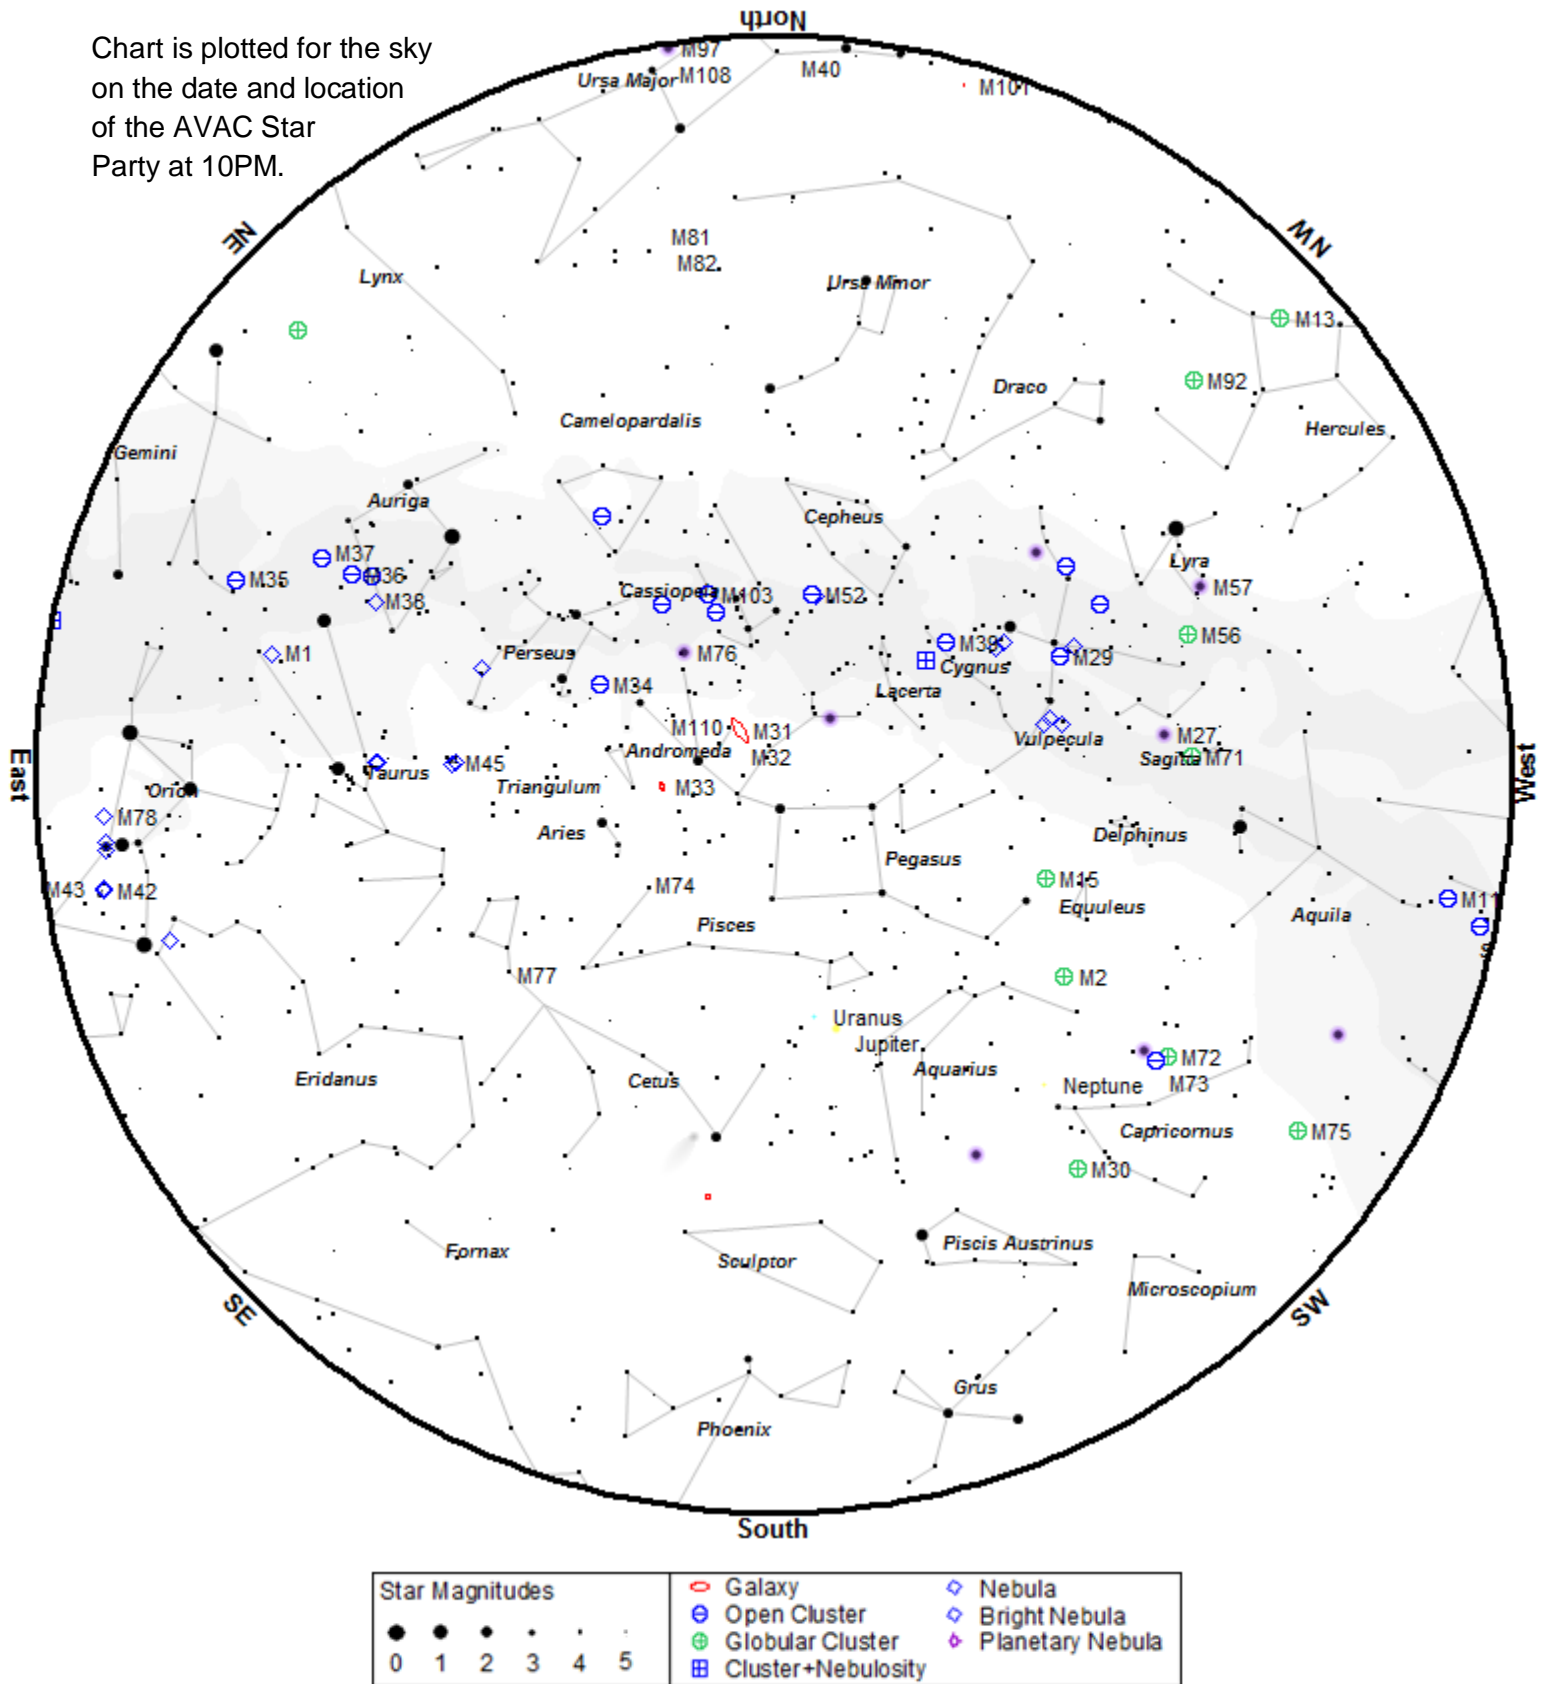 North
Chart is plotted for the sky
on the date and location
of the AVAC Star
Party at 10PM.
M97
Ursa Major M108
M40
M101
NE
NW
M81
M82
Lynx
Ursa Minor
M13
M92
Draco
Camelopardalis
Hercules
Gemini
Auriga
Cepheus
M37
M35
M36
M38
Cassiopeia
M103
M52
Lyra
M57
M56
M1
Perseus
M76
M39
Cygnus
M29
M34
Lacerta
M110
M31
Andromeda
M32
Vulpecula
M27
Sagitta
M71
East
West
Taurus
M45
Triangulum
M33
Orion
M78
Aries
Pegasus
Delphinus
M43
M42
M74
M15
Equuleus
Aquila
M11
Pisces
S
M77
M2
Uranus
Jupiter
Eridanus
Cetus
Aquarius
Neptune
M72
M73
Capricornus
M75
M30
Fornax
Sculptor
Piscis Austrinus
Microscopium
SE
SW
Grus
Phoenix
South
Star Magnitudes
0 1 2 3 4 5
Galaxy
Open Cluster
Globular Cluster
Cluster+Nebulosity
Nebula
Bright Nebula
Planetary Nebula